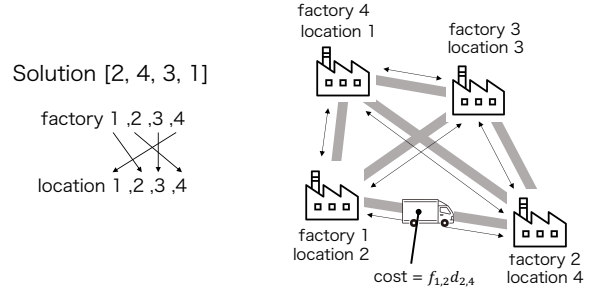 Solution [2, 4, 3, 1]
factory 1 ,2 ,3 ,4
location 1 ,2 ,3 ,4
factory 4
location 1
factory 3
location 3
factory 1
location 2
factory 2
location 4
cost = f₁,₂d₂,₄